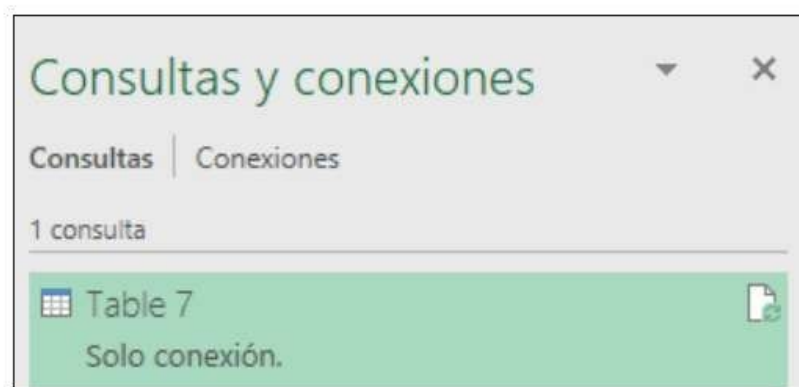 Consultas y conexiones
Consultas | Conexiones
1 consulta
Table 7
Solo conexión.